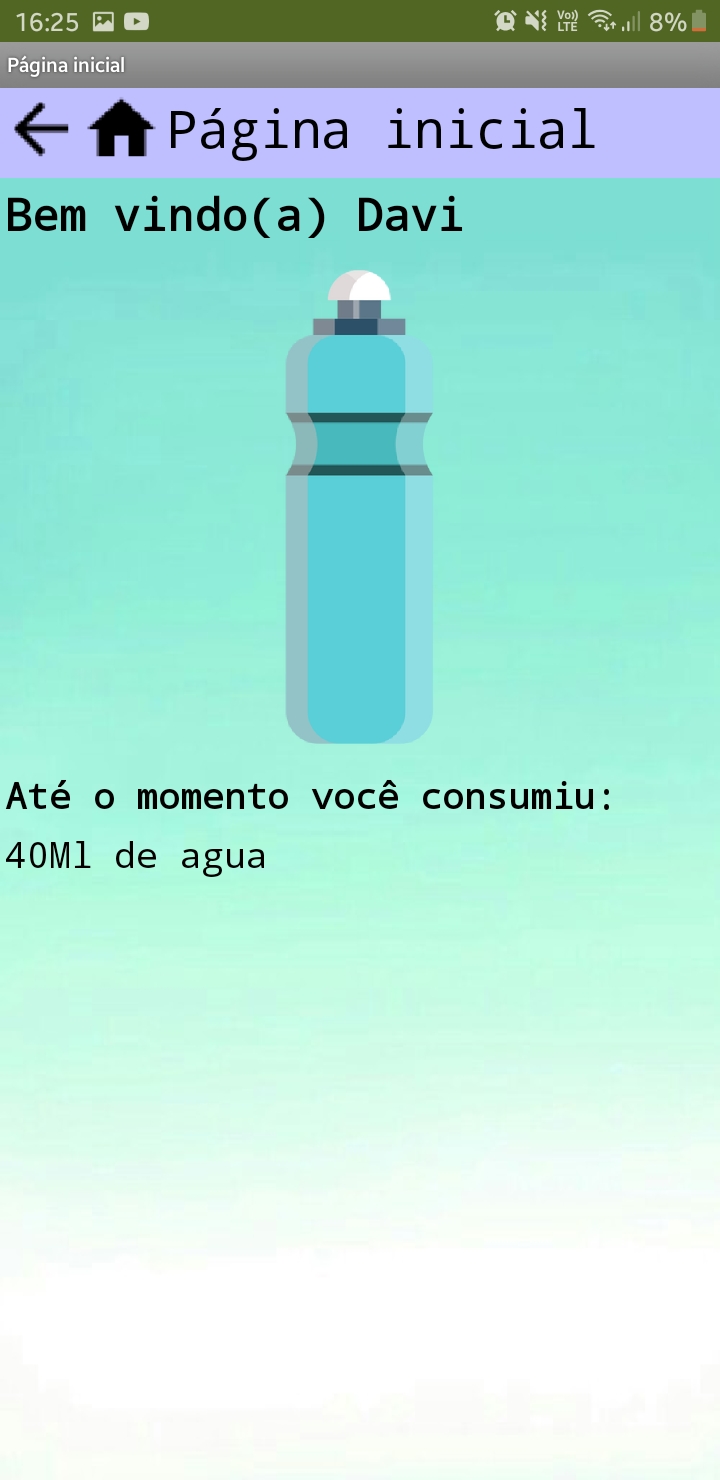 16:25 Vo)) LTE 8%
Página inicial
Página inicial
Bem vindo(a) Davi
Até o momento você consumiu:
40Ml de agua